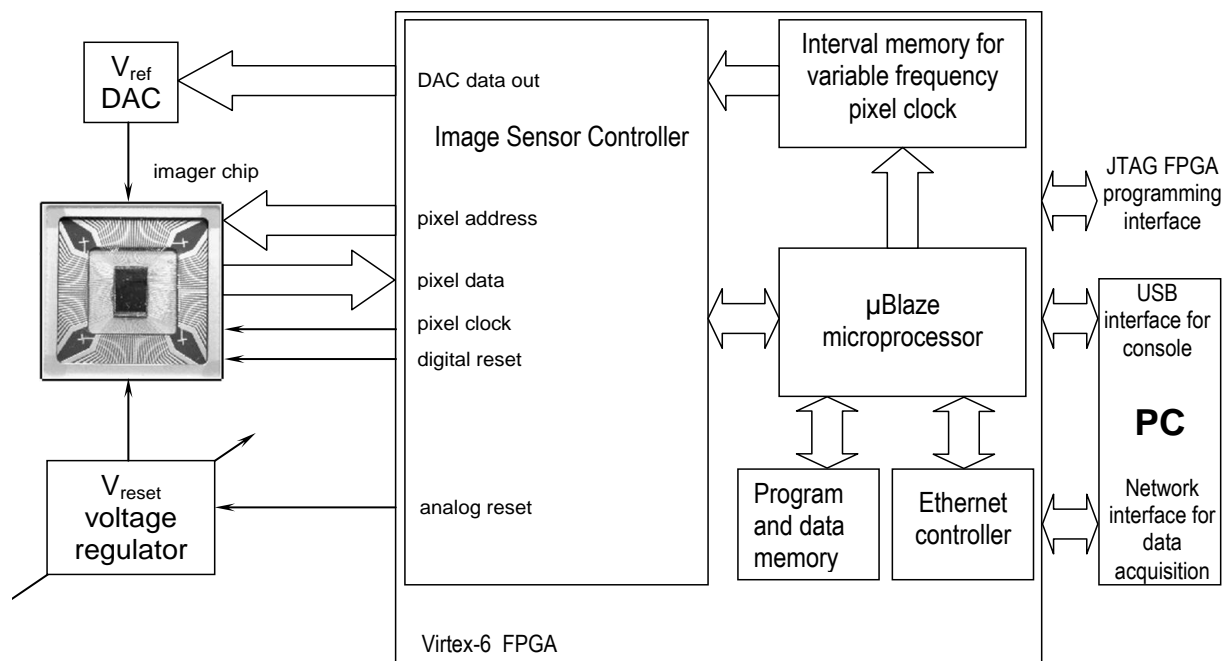 V_ref
DAC
imager chip
V_reset
voltage
regulator
DAC data out
Image Sensor Controller
pixel address
pixel data
pixel clock
digital reset
analog reset
Virtex-6 FPGA
Interval memory for
variable frequency
pixel clock
µBlaze
microprocessor
Program
and data
memory
Ethernet
controller
JTAG FPGA
programming
interface
USB
interface for
console
PC
Network
interface for
data
acquisition